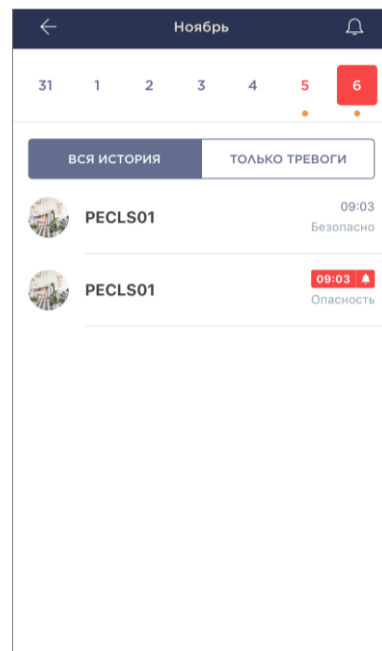 Ноябрь
31 1 2 3 4 5 6
ВСЯ ИСТОРИЯ ТОЛЬКО ТРЕВОГИ
09:03
PECLS01
Безопасно
09:03
PECLS01
Опасность